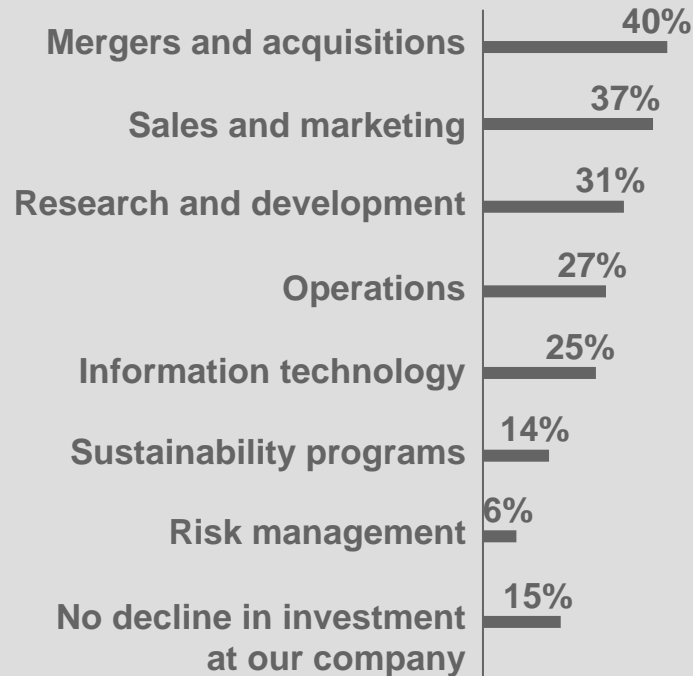 40%
Mergers and acquisitions
37%
Sales and marketing
31%
Research and development
27%
Operations
25%
Information technology
14%
Sustainability programs
6%
Risk management
15%
No decline in investment
at our company